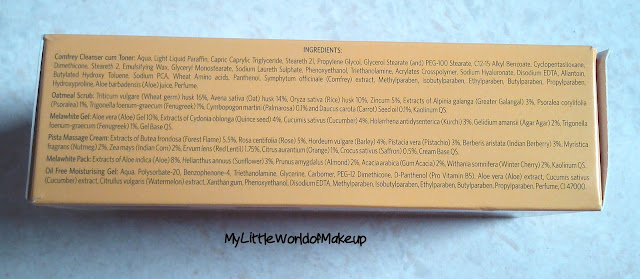 INGREDIENTS:
Comfrey Cleanser cum Toner: Aqua, Light Liquid Paraffin, Capric Caprylic Triglyceride, Steareth 21, Propylene Glycol, Glycerol Stearate (and) PEG-100 Stearate, C12-15 Alkyl Benzoate, Cyclopentasiloxane,
Dimethicone, Steareth 2, Emulsifying Wax, Glyceryl Monostearate, Sodium Laureth Sulphate, Phenoxyethanol, Triethanolamine, Acrylates Crosspolymer, Sodium Hyaluronate, Disodium EDTA, Allantoin,
Butylated Hydroxy Toluene, Sodium PCA, Wheat Amino Acids, Panthenol, Symphytum officinale (Comfrey) extract, Methylparaben, Isobutylparaben, Ethylparaben, Butylparaben, Propylparaben,
Hydroxyproline, Aloe barbadensis (Aloe) Juice, Perfume.
Oatmeal Scrub: Triticum vulgare (Wheat germ) husk 16%, Avena sativa (Oat) husk 14%, Oryza sativa (Rice) husk 10%, Zincum 5%, Extracts of Alpinia galanga (Greater Galangal) 3%, Psoralea corylifolia
(Psoralea) 1%, Trigonella foenum-graecum (Fenugreek) 1%, Cymbopogon martinii (Palmarosa) 0.1% and Daucus carota (Carrot) Seed oil 0.1%, Kaolinum QS.
Melawhite Gel: Aloe vera (Aloe) Gel 10%, Extracts of Cydonia oblonga (Quince seed) 4%, Cucumis sativus (Cucumber) 4%, Holarrhena antidysenterica (Kurchi) 3%, Gelidium amansii (Agar Agar) 2%, Trigonella
foenum-graecum (Fenugreek) 1%, Gel Base QS.
Pista Massage Cream: Extracts of Butea frondosa (Forest Flame) 5.5%, Rosa centifolia (Rose) 5%, Hordeum vulgare (Barley) 4%, Pistacia vera (Pistachio) 3%, Berberis aristata (Indian Berberry) 3%, Myristica
fragrans (Nutmeg) 2%, Zea mays (Indian Corn) 2%, Ervum lens (Red Lentil) 1.75%, Citrus aurantium (Orange) 1%, Crocus sativus (Saffron) 0.5%, Cream Base QS.
Melawhite Pack: Extracts of Aloe indica (Aloe) 8%, Helianthus annuus (Sunflower) 3%, Prunus amygdalus (Almond) 2%, Acacia arabica (Gum Acacia) 2%, Withania somnifera (Winter Cherry) 2%, Kaolinum QS.
Oil Free Moisturising Gel: Aqua, Polysorbate-20, Benzophenone-4, Triethanolamine, Glycerine, Carbomer, PEG-12 Dimethicone, D-Panthenol (Pro Vitamin B5), Aloe vera (Aloe) extract, Cucumis sativus
(Cucumber) extract, Citrullus vulgaris (Watermelon) extract, Xanthan gum, Phenoxyethanol, Disodium EDTA, Methylparaben, Isobutylparaben, Ethylparaben, Butylparaben, Propylparaben, Perfume, CI 47000.
MyLittleWorldofMakeup